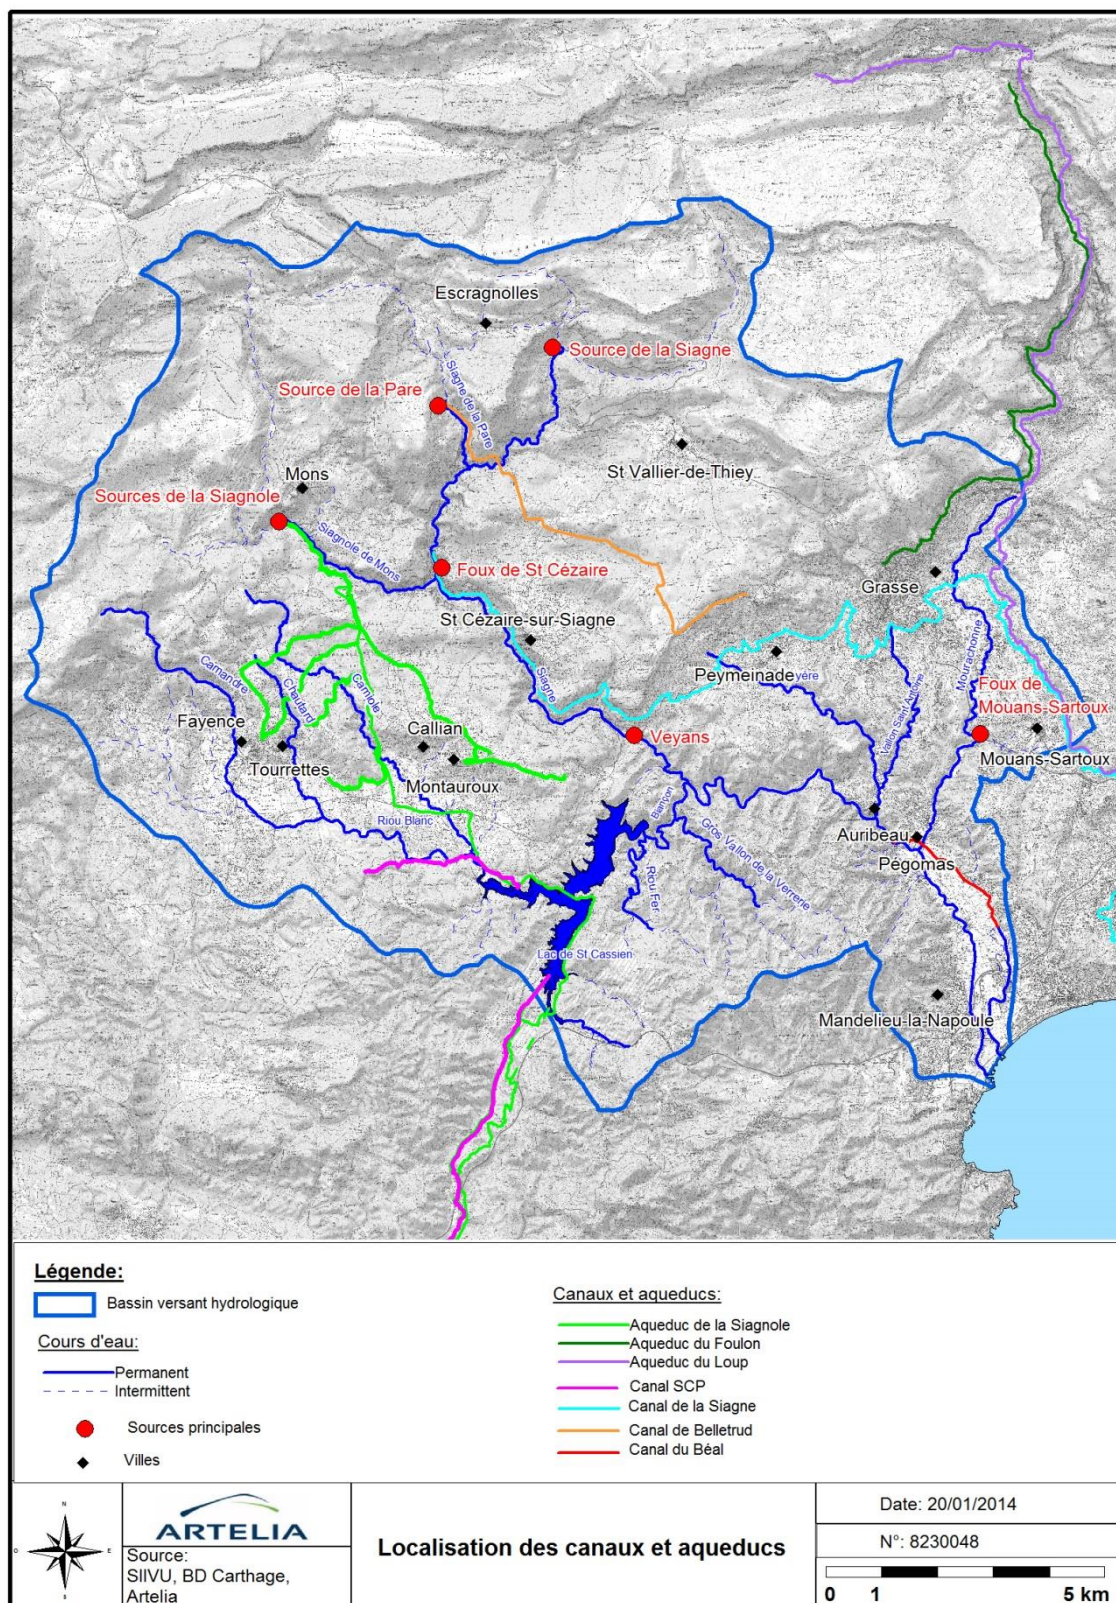 Escragnolles
Source de la Siagne
Source de la Pare
Siagne de la Pare
St Vallier-de-Thiey
Mons
Sources de la Siagnole
Siagnole de Mons
Foux de St Cézaire
Grasse
St Cézaire-sur-Siagne
Mourachonne
Peymeinade
yère
Siagne
Camandre
Chautard
Camiole
Vallon Saint Antoine
Foux de
Mouans-Sartoux
Fayence
Callian
Veyans
Tourrettes
Mouans-Sartoux
Montauroux
Riou Blanc
Biançon
Gros Vallon de la Verrerie
Auribeau
Pégomas
Riou Fer
Lac de St Cassien
Mandelieu-la-Napoule
Légende:
Bassin versant hydrologique
Cours d'eau:
Permanent
Intermittent
Sources principales
Villes
Canaux et aqueducs:
Aqueduc de la Siagnole
Aqueduc du Foulon
Aqueduc du Loup
Canal SCP
Canal de la Siagne
Canal de Belletrud
Canal du Béal
N
O
E
S
ARTELIA
Source:
SIIVU, BD Carthage,
Artelia
Localisation des canaux et aqueducs
Date: 20/01/2014
N°: 8230048
0 1 5 km